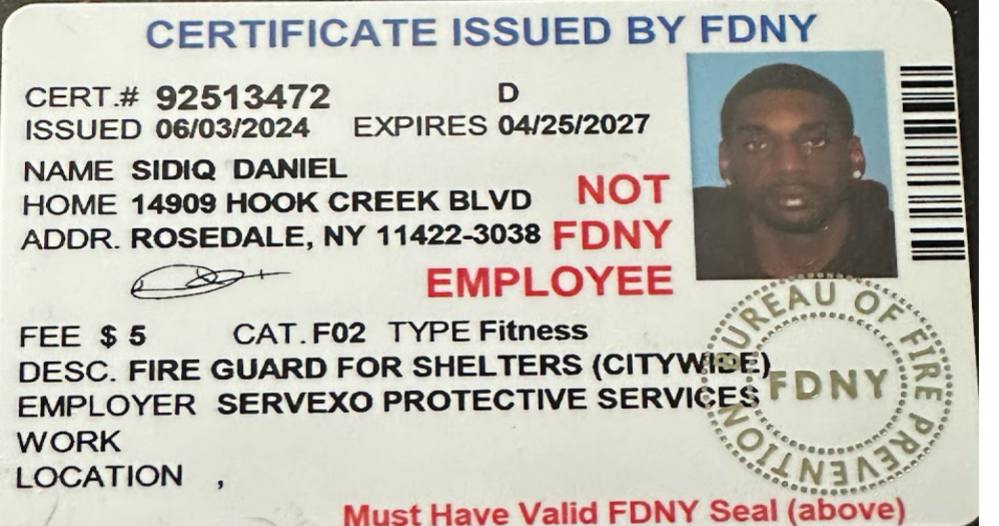 CERTIFICATE ISSUED BY FDNY
CERT.# 92513472 D
ISSUED 06/03/2024 EXPIRES 04/25/2027
NAME SIDIQ DANIEL
HOME 14909 HOOK CREEK BLVD
ADDR. ROSEDALE, NY 11422-3038
NOT
FDNY
EMPLOYEE
FEE $ 5 CAT. F02 TYPE Fitness
DESC. FIRE GUARD FOR SHELTERS (CITYWIDE)
EMPLOYER SERVEXO PROTECTIVE SERVICES
WORK
LOCATION ,
BUREAU OF FIRE PREVENTION
FDNY
Must Have Valid FDNY Seal (above)